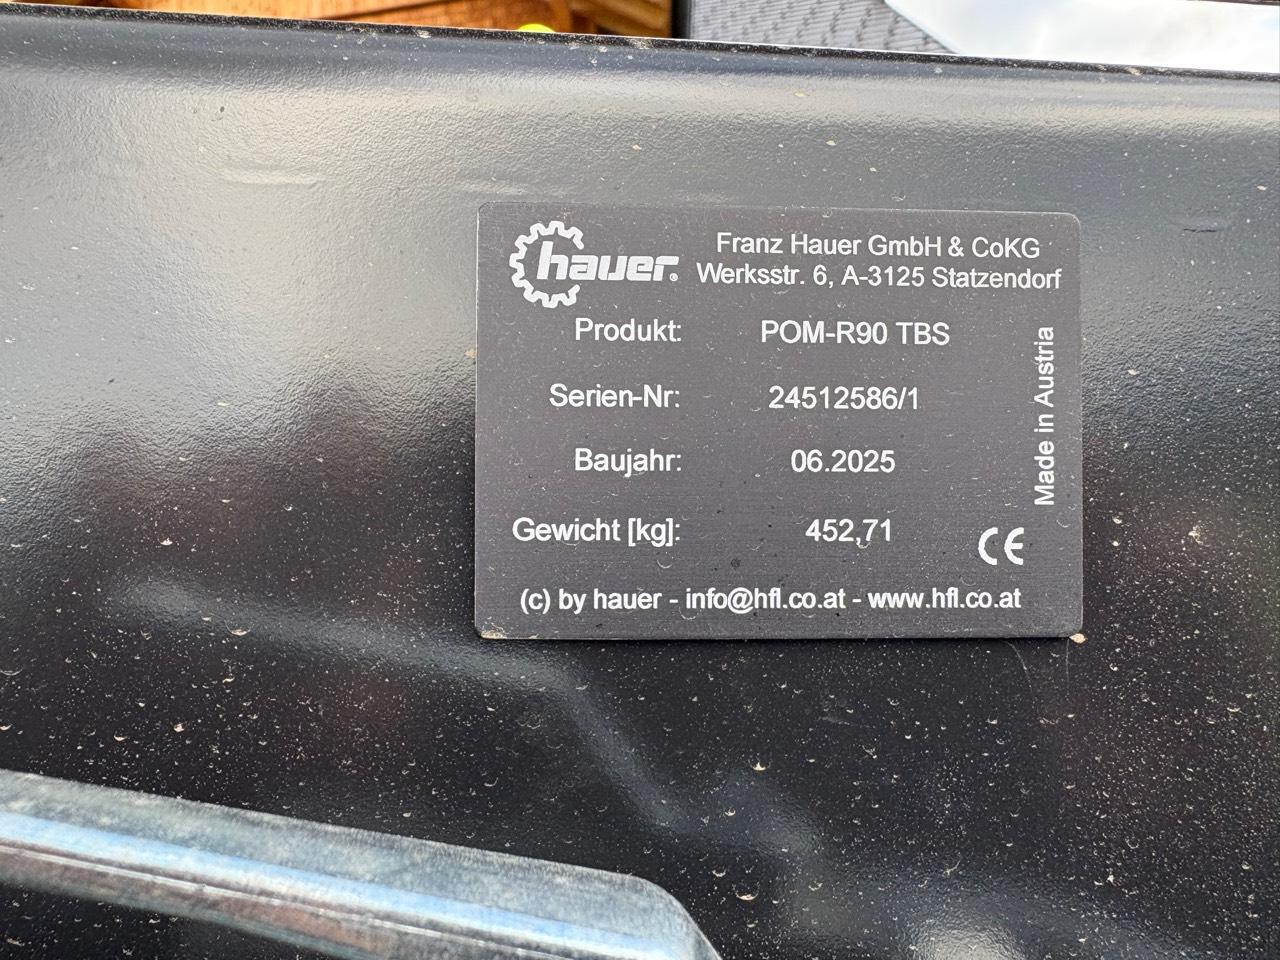 hauer®
Franz Hauer GmbH & CoKG
Werksstr. 6, A-3125 Statzendorf
Produkt: POM-R90 TBS
Serien-Nr: 24512586/1
Baujahr: 06.2025
Gewicht [kg]: 452,71
Made in Austria
CE
(c) by hauer - info@hfl.co.at - www.hfl.co.at